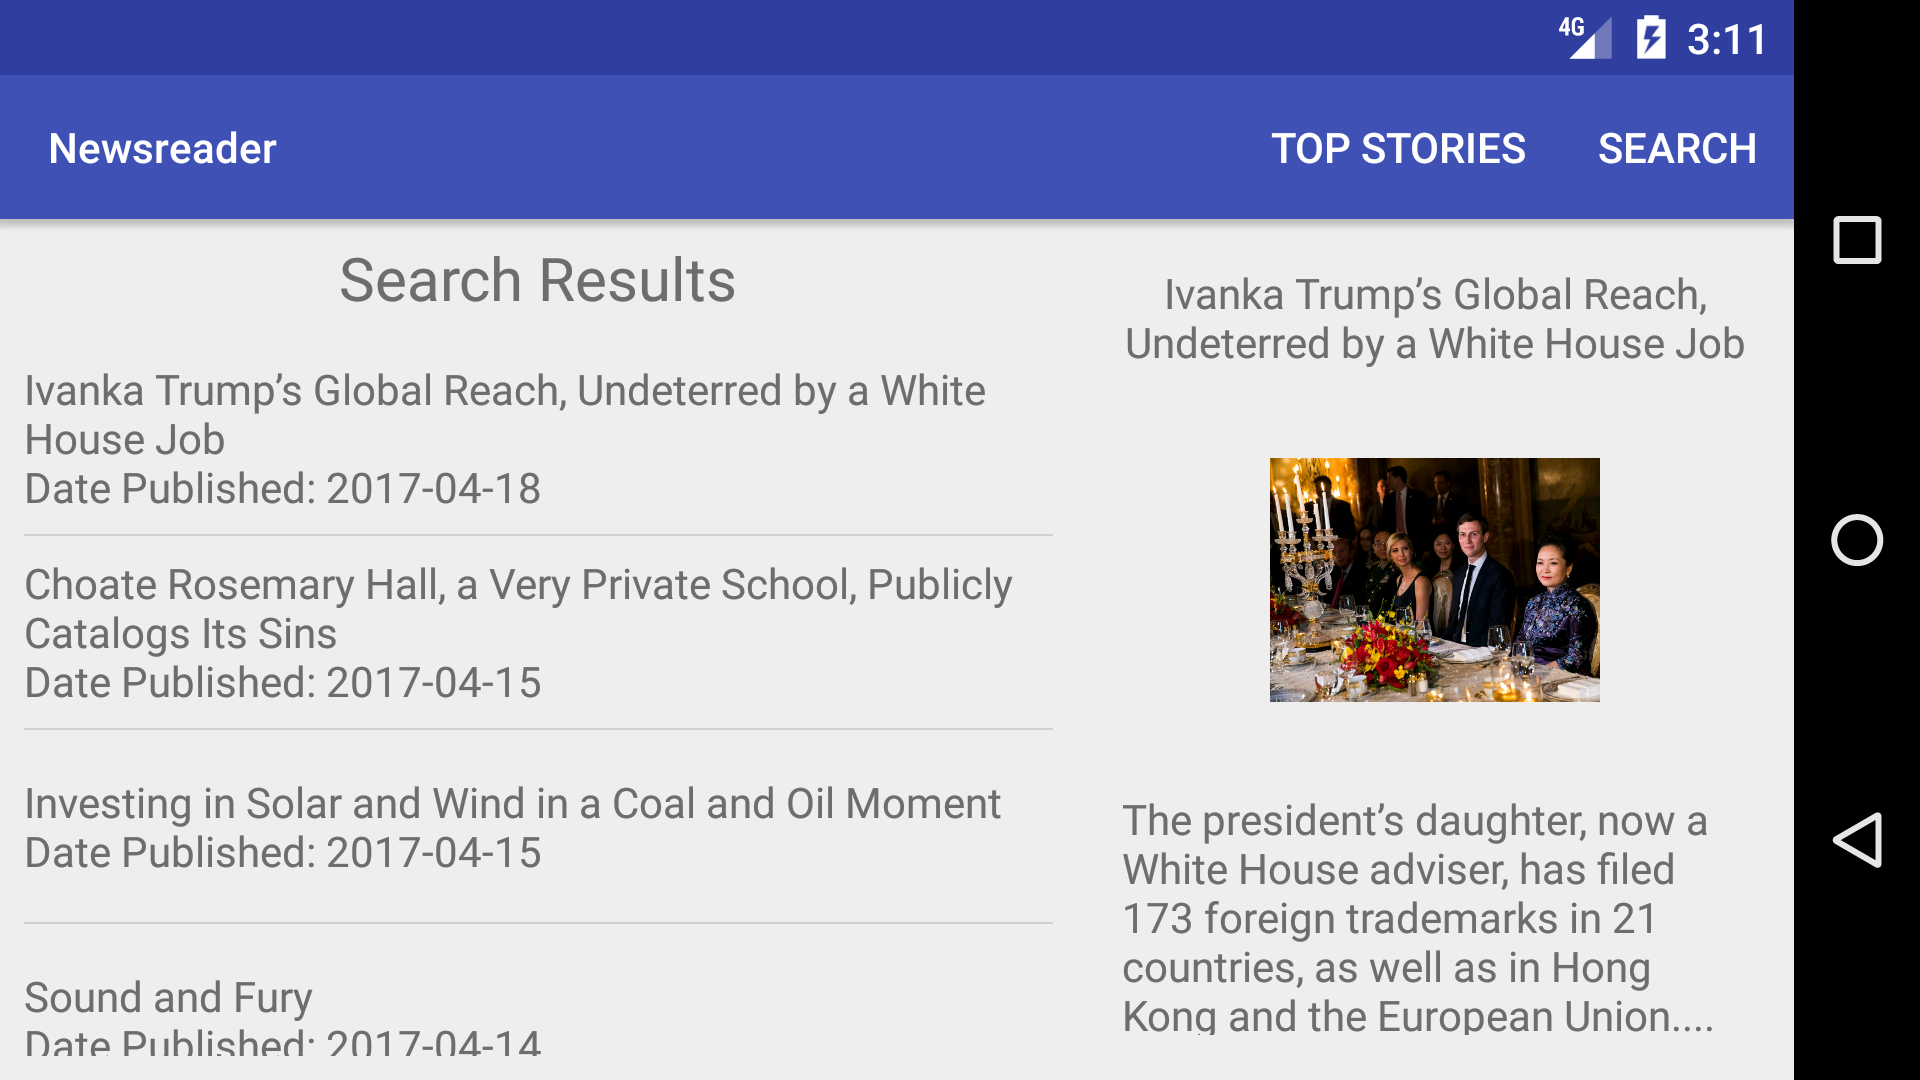 4G 3:11
Newsreader TOP STORIES SEARCH
Search Results
Ivanka Trump’s Global Reach, Undeterred by a White
House Job
Date Published: 2017-04-18
Choate Rosemary Hall, a Very Private School, Publicly
Catalogs Its Sins
Date Published: 2017-04-15
Investing in Solar and Wind in a Coal and Oil Moment
Date Published: 2017-04-15
Sound and Fury
Date Published: 2017-04-14
Ivanka Trump’s Global Reach,
Undeterred by a White House Job
The president’s daughter, now a
White House adviser, has filed
173 foreign trademarks in 21
countries, as well as in Hong
Kong and the European Union....